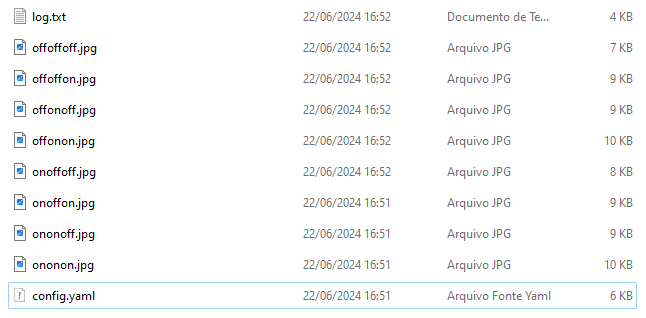 log.txt 22/06/2024 16:52 Documento de Te... 4 KB
offoffoff.jpg 22/06/2024 16:52 Arquivo JPG 7 KB
offoffon.jpg 22/06/2024 16:52 Arquivo JPG 9 KB
offonoff.jpg 22/06/2024 16:52 Arquivo JPG 9 KB
offonon.jpg 22/06/2024 16:52 Arquivo JPG 10 KB
onoffoff.jpg 22/06/2024 16:52 Arquivo JPG 8 KB
onoffon.jpg 22/06/2024 16:51 Arquivo JPG 9 KB
ononoff.jpg 22/06/2024 16:51 Arquivo JPG 9 KB
ononon.jpg 22/06/2024 16:51 Arquivo JPG 10 KB
config.yaml 22/06/2024 16:51 Arquivo Fonte Yaml 6 KB